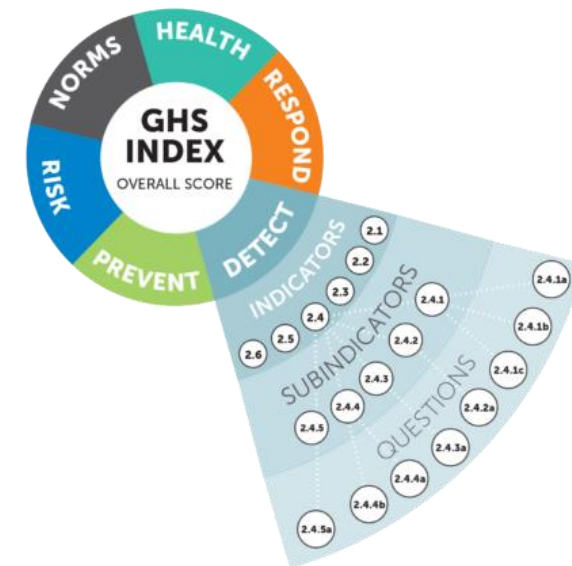 HEALTH
NORMS
RESPOND
GHS
INDEX
OVERALL SCORE
RISK
PREVENT
DETECT
INDICATORS
2.1
2.2
2.3
2.4
2.5
2.6
SUBINDICATORS
2.4.1
2.4.2
2.4.3
2.4.4
2.4.5
QUESTIONS
2.4.1a
2.4.1b
2.4.1c
2.4.2a
2.4.3a
2.4.4a
2.4.4b
2.4.5a